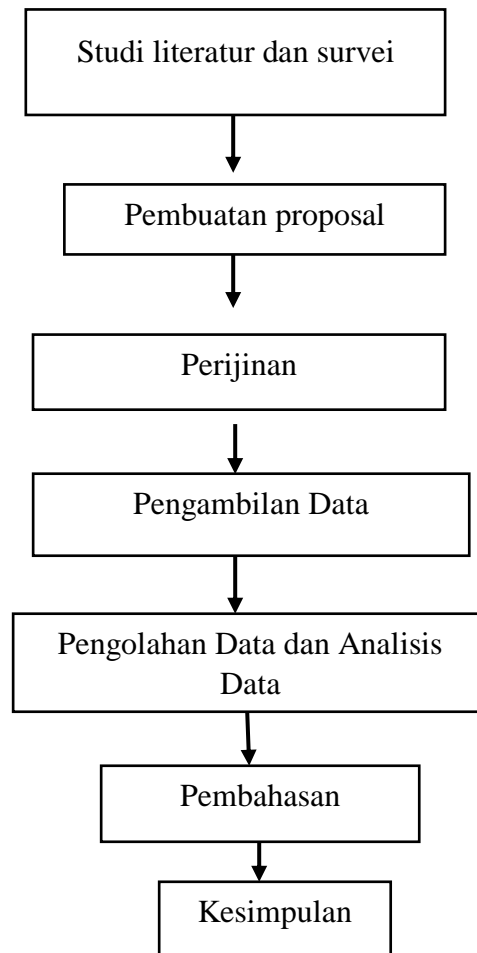 Studi literatur dan survei
Pembuatan proposal
Perijinan
Pengambilan Data
Pengolahan Data dan Analisis
Data
Pembahasan
Kesimpulan